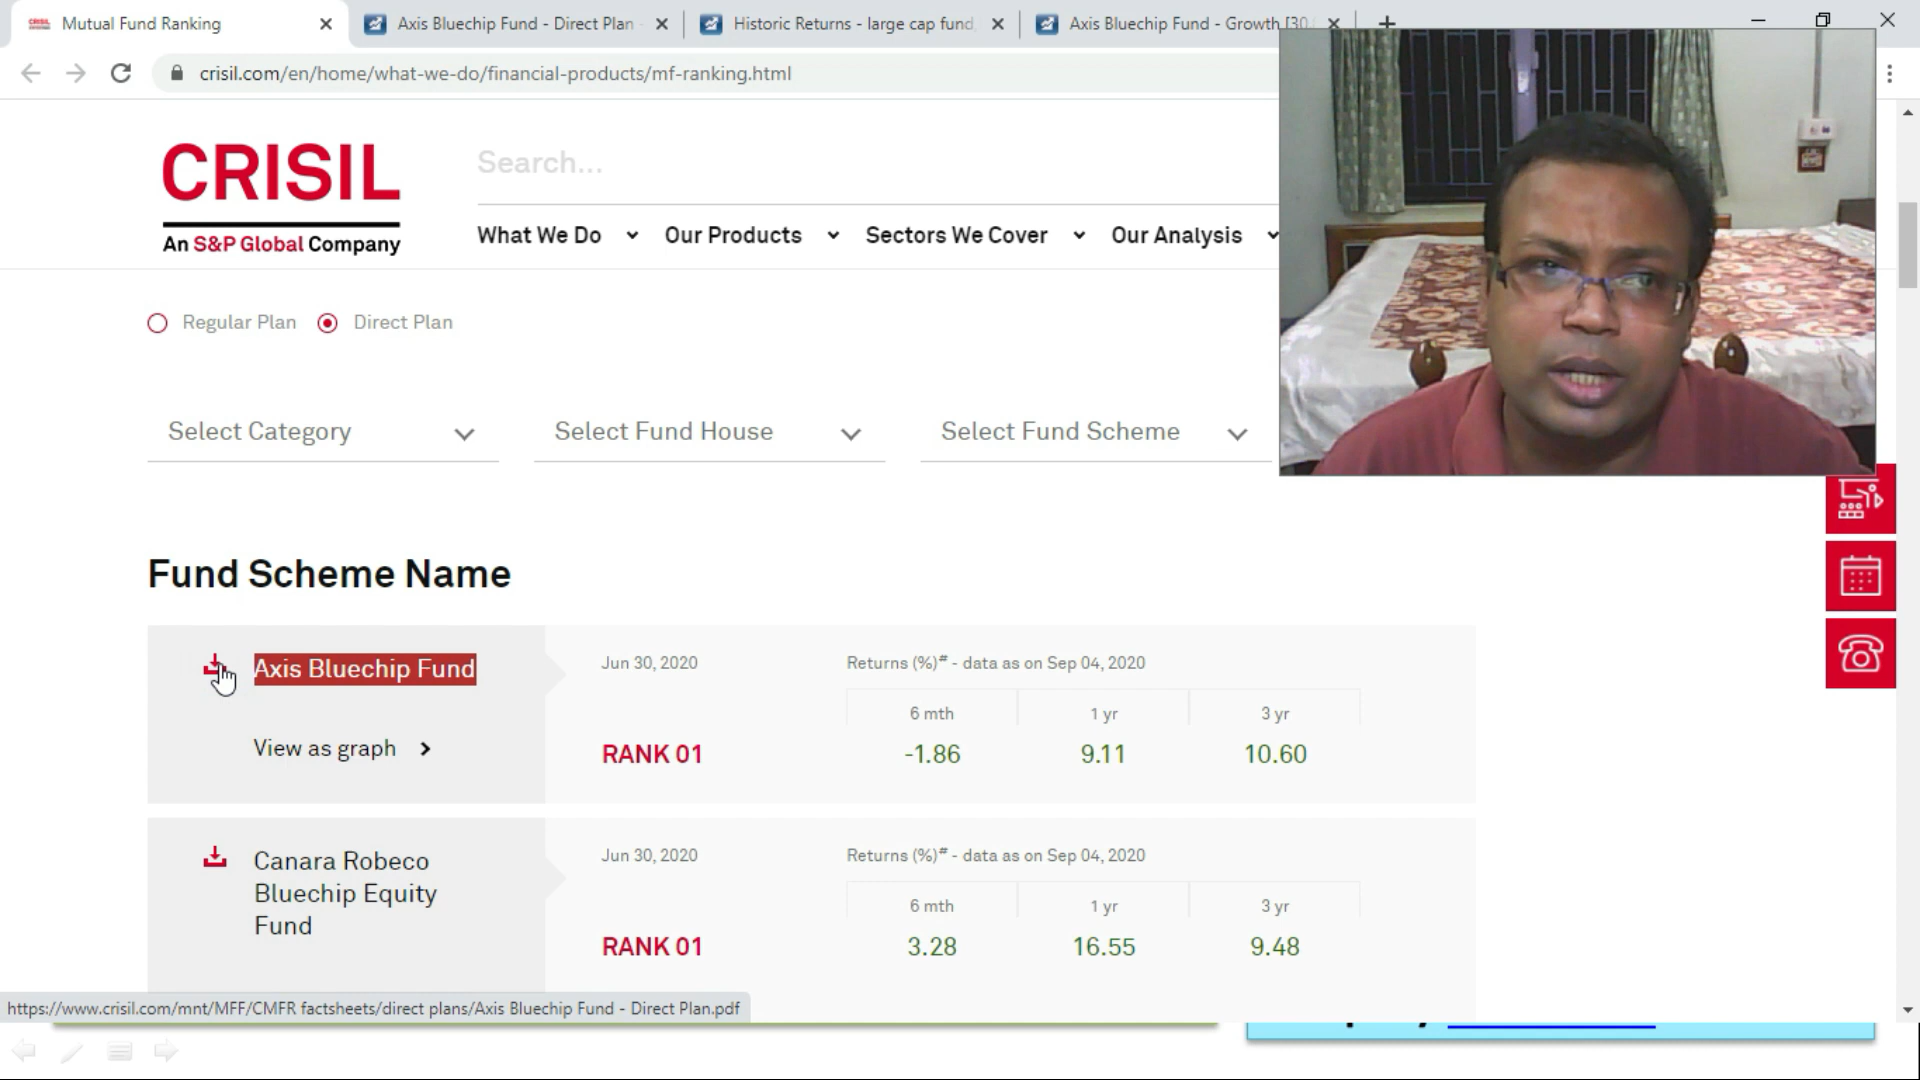 Mutual Fund Ranking
Axis Bluechip Fund - Direct Plan -
Historic Returns - large cap fund
Axis Bluechip Fund - Growth [30.
crisil.com/en/home/what-we-do/financial-products/mf-ranking.html
CRISIL
An S&P Global Company
Search...
What We Do
Our Products
Sectors We Cover
Our Analysis
Regular Plan
Direct Plan
Select Category
Select Fund House
Select Fund Scheme
Fund Scheme Name
Axis Bluechip Fund
View as graph
Jun 30, 2020
RANK 01
Returns (%)# - data as on Sep 04, 2020
6 mth 1 yr 3 yr
-1.86 9.11 10.60
Canara Robeco
Bluechip Equity
Fund
Jun 30, 2020
RANK 01
Returns (%)# - data as on Sep 04, 2020
6 mth 1 yr 3 yr
3.28 16.55 9.48
https://www.crisil.com/mnt/MFF/CMFR factsheets/direct plans/Axis Bluechip Fund - Direct Plan.pdf